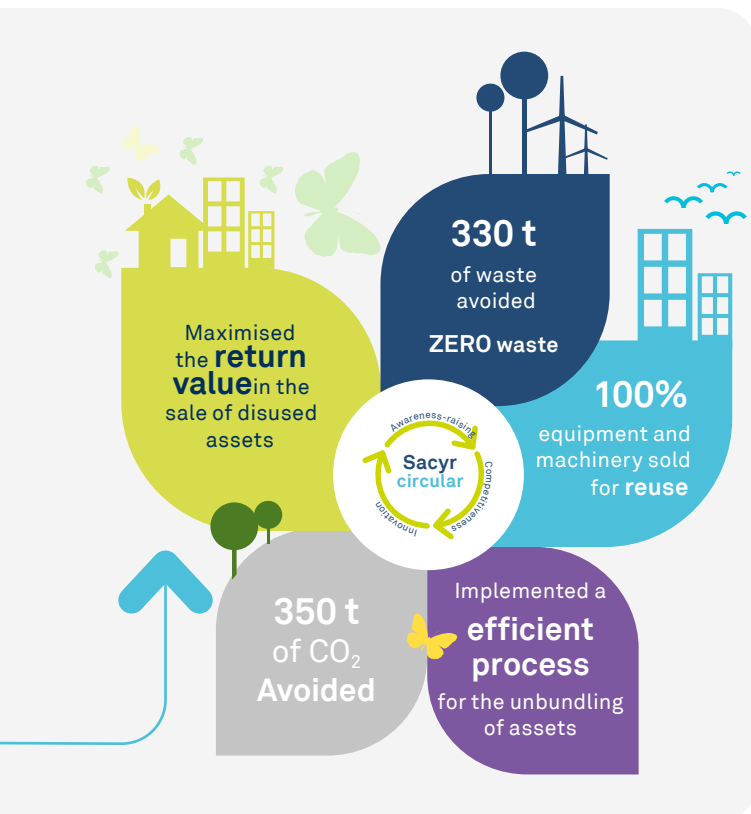 330 t
of waste
avoided
ZERO waste
Maximised
the return
valuein the
sale of disused
assets
100%
equipment and
machinery sold
for reuse
Awareness-raising
Competitiveness
Innovation
Sacyr
circular
350 t
of CO₂
Avoided
Implemented a
efficient
process
for the unbundling
of assets